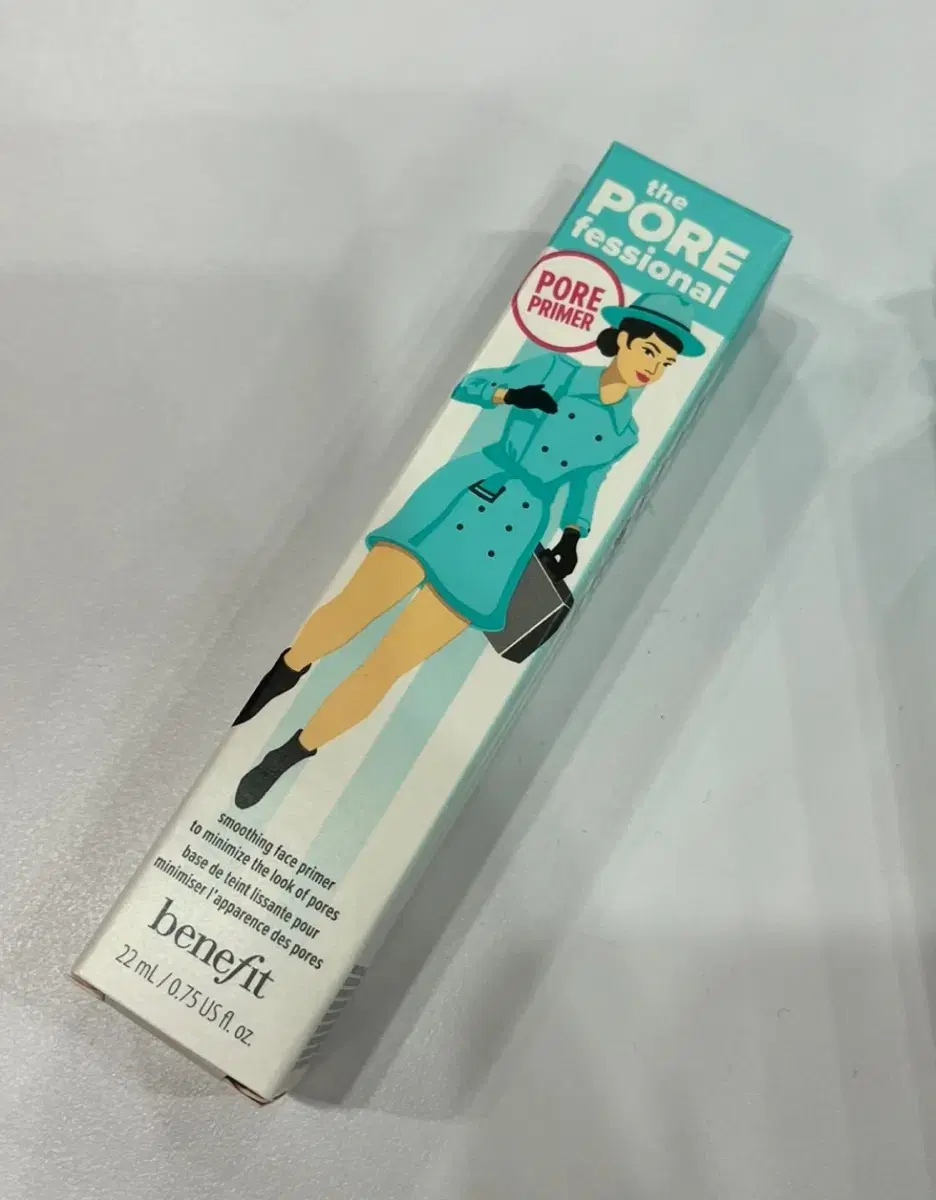 the
PORE
fessional
PORE
PRIMER
smoothing face primer
to minimize the look of pores
base de teint lissante pour
minimiser l'apparence des pores
benefit
22 mL / 0.75 US fl. oz.